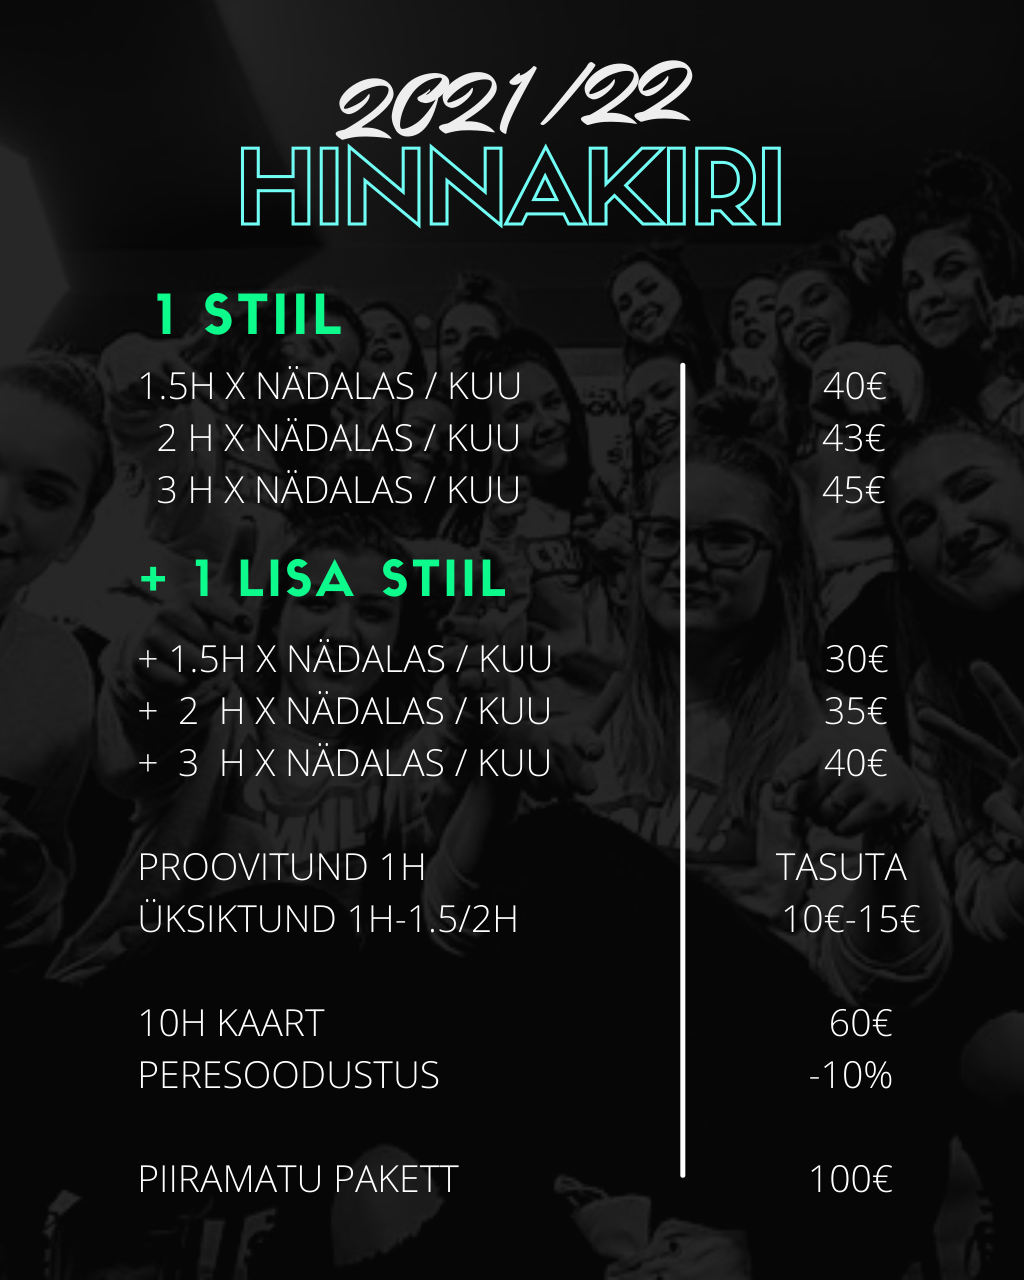 2021/22
HINNAKIRI
1 STIIL
1.5H X NÄDALAS / KUU 40€
2 H X NÄDALAS / KUU 43€
3 H X NÄDALAS / KUU 45€
+ 1 LISA STIIL
+ 1.5H X NÄDALAS / KUU 30€
+ 2 H X NÄDALAS / KUU 35€
+ 3 H X NÄDALAS / KUU 40€
PROOVITUND 1H TASUTA
ÜKSIKTUND 1H-1.5/2H 10€-15€
10H KAART 60€
PERESOODUSTUS -10%
PIIRAMATU PAKETT 100€